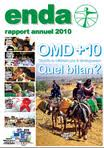 enda
rapport annuel 2010
OMD+10
Quel bilan?